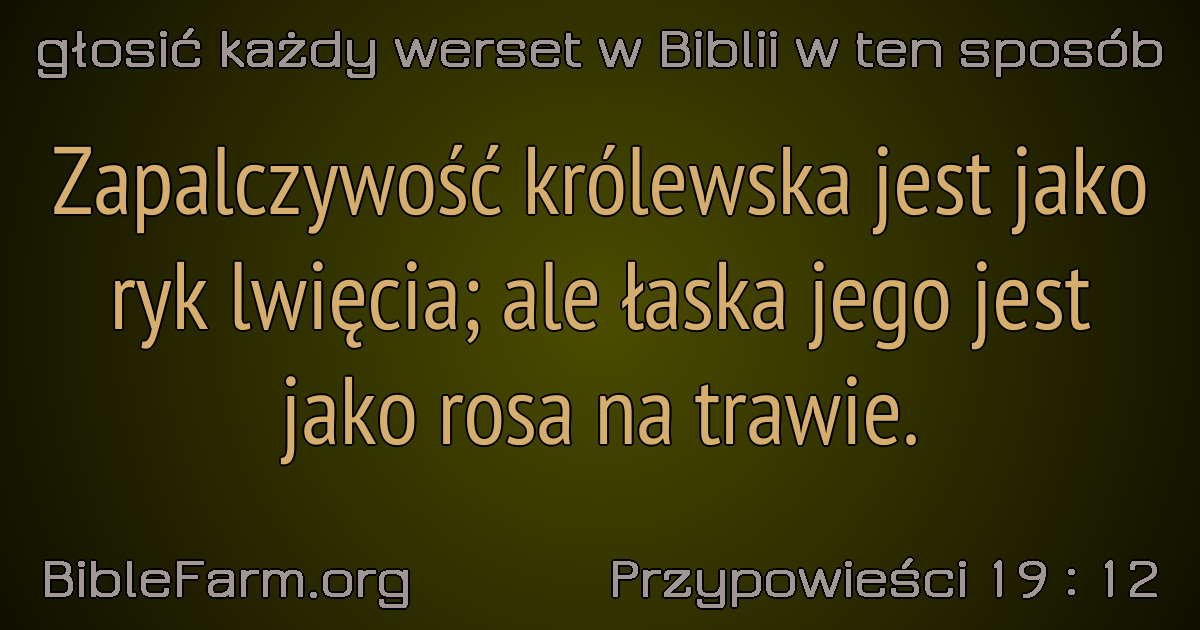 głosić każdy werset w Biblii w ten sposób
Zapalczywość królewska jest jako
ryk lwięcia; ale łaska jego jest
jako rosa na trawie.
BibleFarm.org
Przypowieści 19 : 12